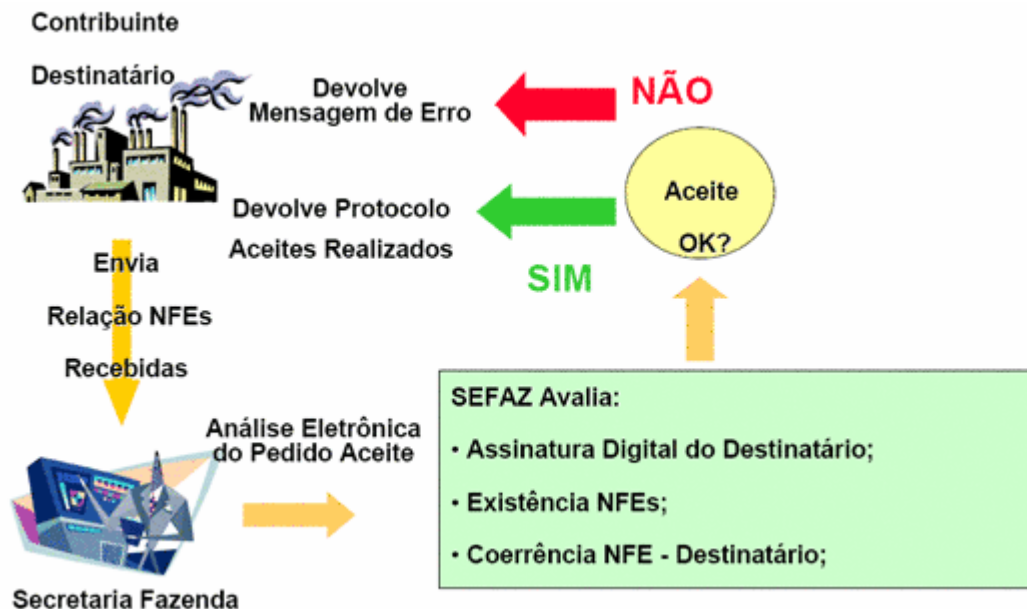 Contribuinte
Destinatário
Devolve
Mensagem de Erro
NÃO
Devolve Protocolo
Aceites Realizados
SIM
Aceite
OK?
Envia
Relação NFEs
Recebidas
Análise Eletrônica
do Pedido Aceite
SEFAZ Avalia:
• Assinatura Digital do Destinatário;
• Existência NFEs;
• Coerrência NFE - Destinatário;
Secretaria Fazenda